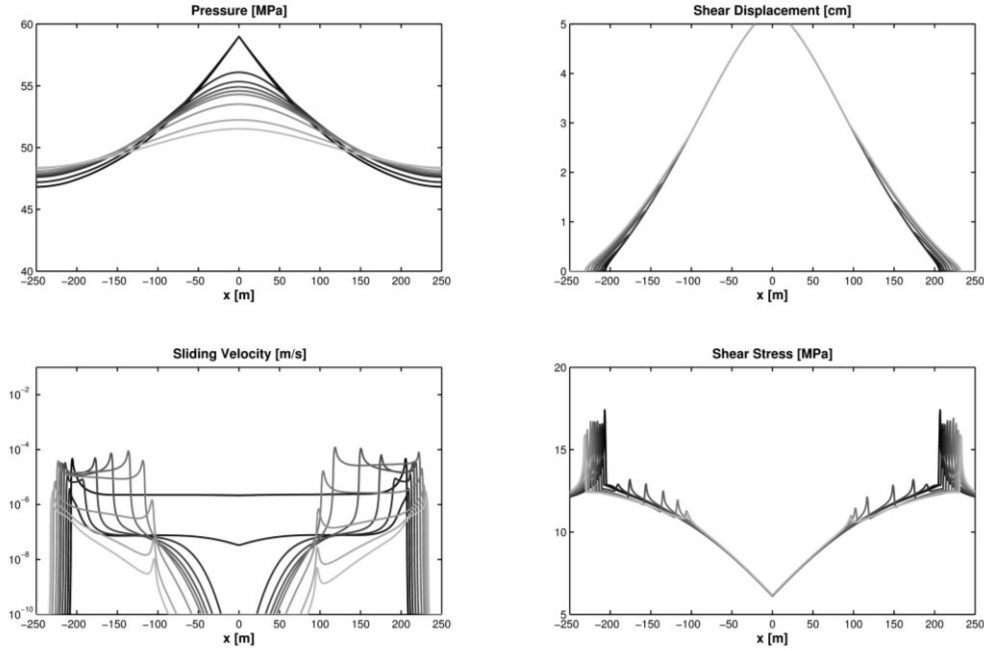 Pressure [MPa]
60
55
50
45
40
−250 −200 −150 −100 −50 0 50 100 150 200 250
x [m]
Shear Displacement [cm]
5
4
3
2
1
0
−250 −200 −150 −100 −50 0 50 100 150 200 250
x [m]
Sliding Velocity [m/s]
10−2
10−4
10−6
10−8
10−10
−250 −200 −150 −100 −50 0 50 100 150 200 250
x [m]
Shear Stress [MPa]
20
15
10
5
−250 −200 −150 −100 −50 0 50 100 150 200 250
x [m]